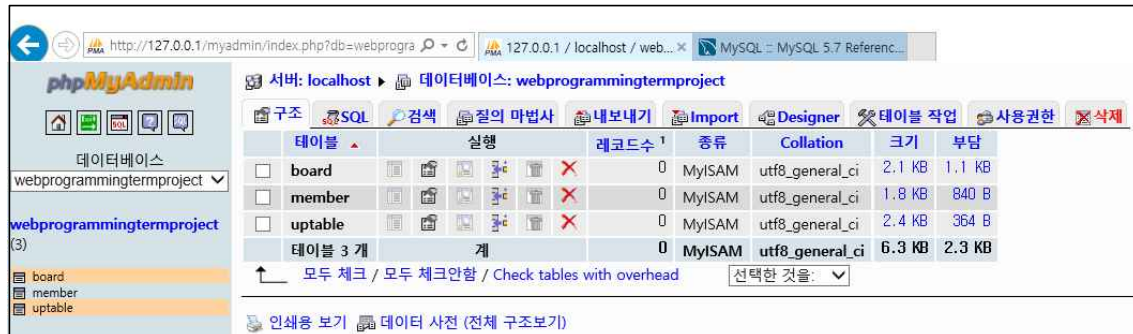 http://127.0.0.1/myadmin/index.php?db=webprogra
127.0.0.1 / localhost / web...
MySQL :: MySQL 5.7 Referenc...
phpMyAdmin
데이터베이스
webprogrammingtermproject
webprogrammingtermproject
(3)
board
member
uptable
서버: localhost ▸ 데이터베이스: webprogrammingtermproject
구조 SQL 검색 질의 마법사 내보내기 Import Designer 테이블 작업 사용권한 삭제
테이블 실행 레코드수 1 종류 Collation 크기 부담
board 0 MyISAM utf8_general_ci 2.1 KB 1.1 KB
member 0 MyISAM utf8_general_ci 1.8 KB 840 B
uptable 0 MyISAM utf8_general_ci 2.4 KB 364 B
테이블 3 개 계 0 MyISAM utf8_general_ci 6.3 KB 2.3 KB
모두 체크 / 모두 체크안함 / Check tables with overhead 선택한 것을:
인쇄용 보기 데이터 사전 (전체 구조보기)